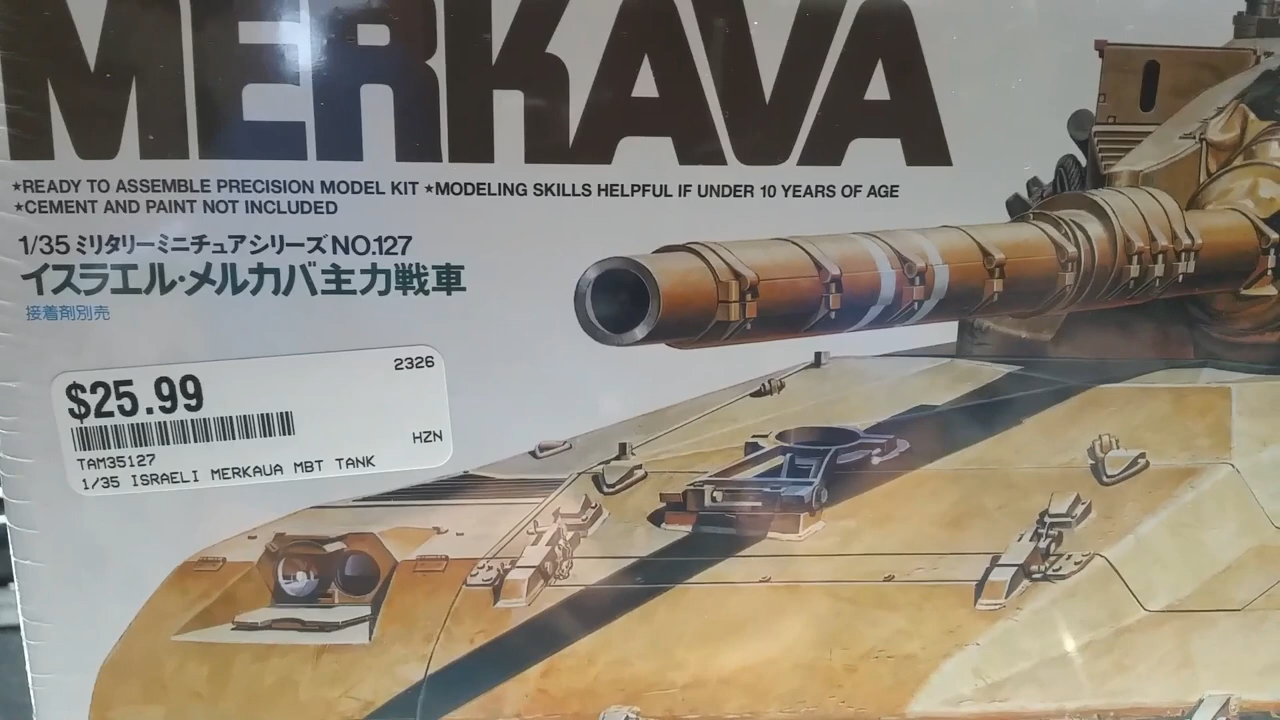 MERKAVA
★READY TO ASSEMBLE PRECISION MODEL KIT ★MODELING SKILLS HELPFUL IF UNDER 10 YEARS OF AGE
★CEMENT AND PAINT NOT INCLUDED
1/35 ミリタリーミニチュアシリーズ NO.127
イスラエル・メルカバ主力戦車
接着剤別売
2326
$25.99
HZN
TAM35127
1/35 ISRAELI MERKAVA MBT TANK